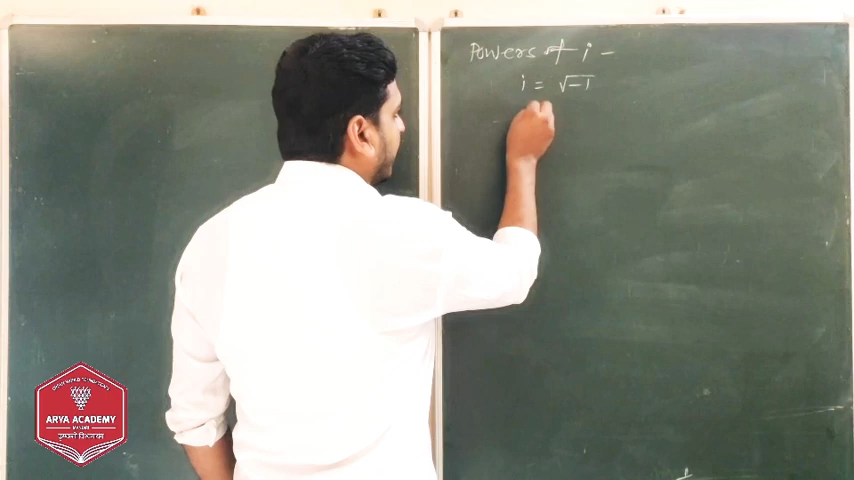 Powers of i -
i = √-1
ARYA ACADEMY